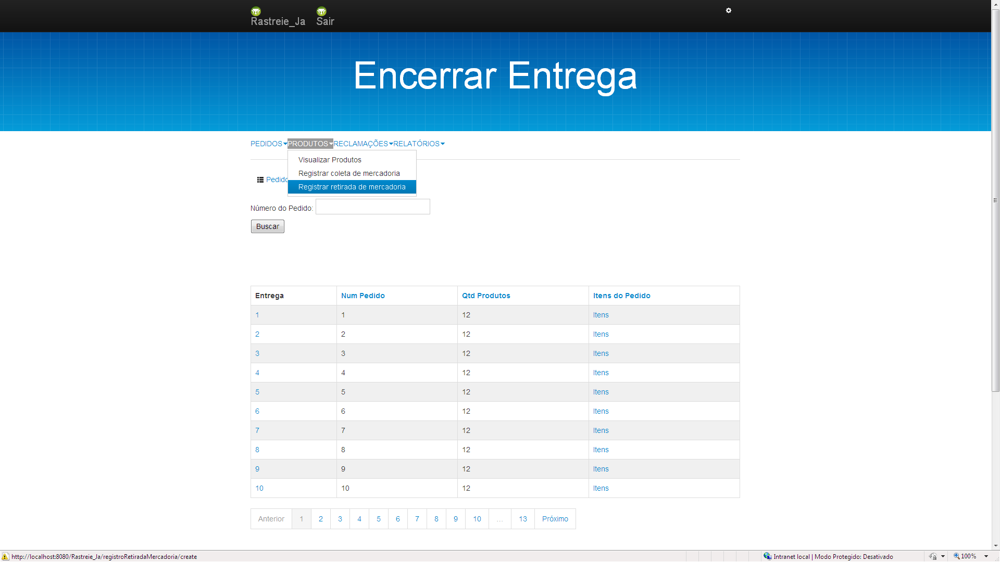 Rastreie_Ja Sair
Encerrar Entrega
PEDIDOS PRODUTOS RECLAMAÇÕES RELATÓRIOS
Visualizar Produtos
Registrar coleta de mercadoria
Pedido
Registrar retirada de mercadoria
Número do Pedido:
Buscar
Entrega Num Pedido Qtd Produtos Itens do Pedido
1 1 12 Itens
2 2 12 Itens
3 3 12 Itens
4 4 12 Itens
5 5 12 Itens
6 6 12 Itens
7 7 12 Itens
8 8 12 Itens
9 9 12 Itens
10 10 12 Itens
Anterior 1 2 3 4 5 6 7 8 9 10 ... 13 Próximo
http://localhost:8080/Rastreie_Ja/registroRetiradaMercadoria/create Intranet local | Modo Protegido: Desativado 100%